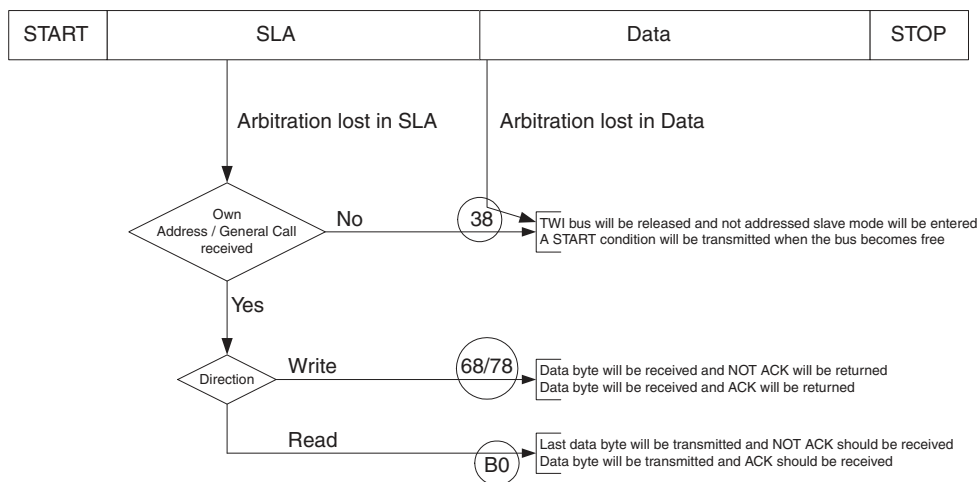 START SLA Data STOP
Arbitration lost in SLA Arbitration lost in Data
Own
Address / General Call
received
No
38
TWI bus will be released and not addressed slave mode will be entered
A START condition will be transmitted when the bus becomes free
Yes
Direction
Write
68/78
Data byte will be received and NOT ACK will be returned
Data byte will be received and ACK will be returned
Read
B0
Last data byte will be transmitted and NOT ACK should be received
Data byte will be transmitted and ACK should be received